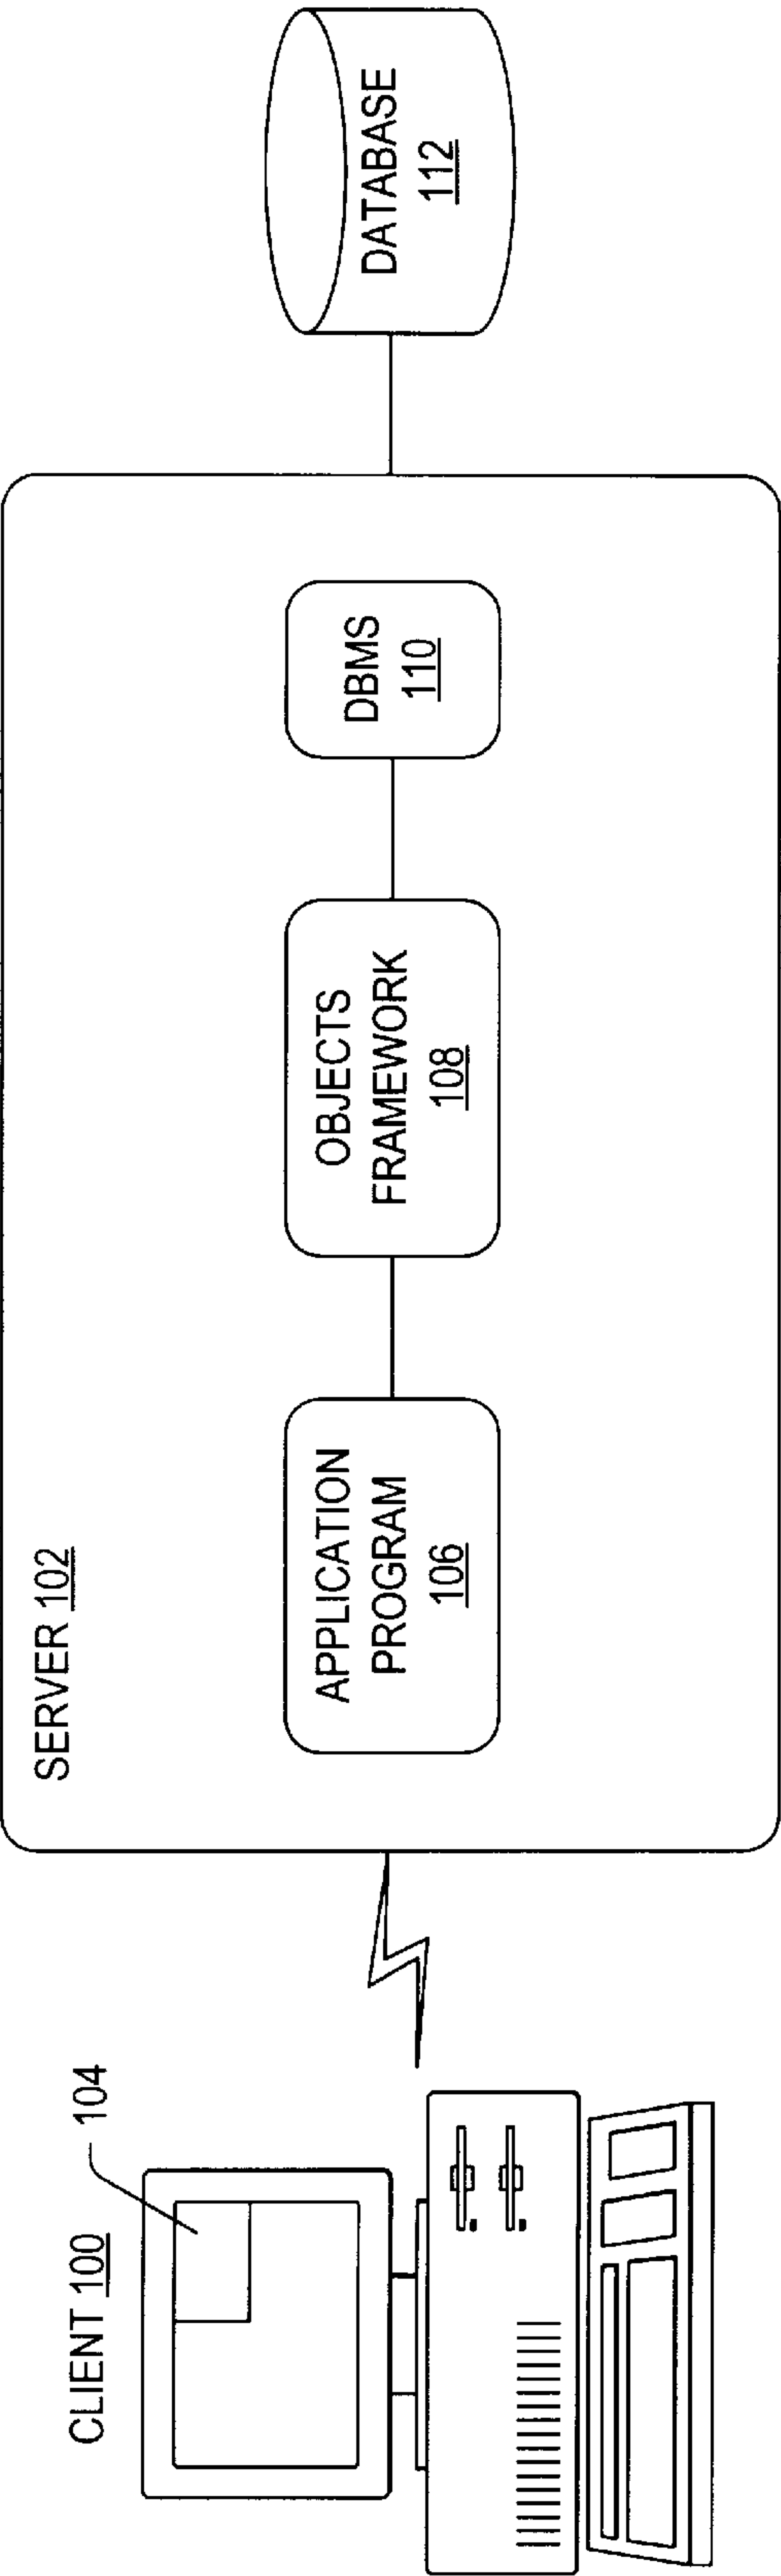 CLIENT 100
104
SERVER 102
APPLICATION
PROGRAM
106
OBJECTS
FRAMEWORK
108
DBMS
110
DATABASE
112